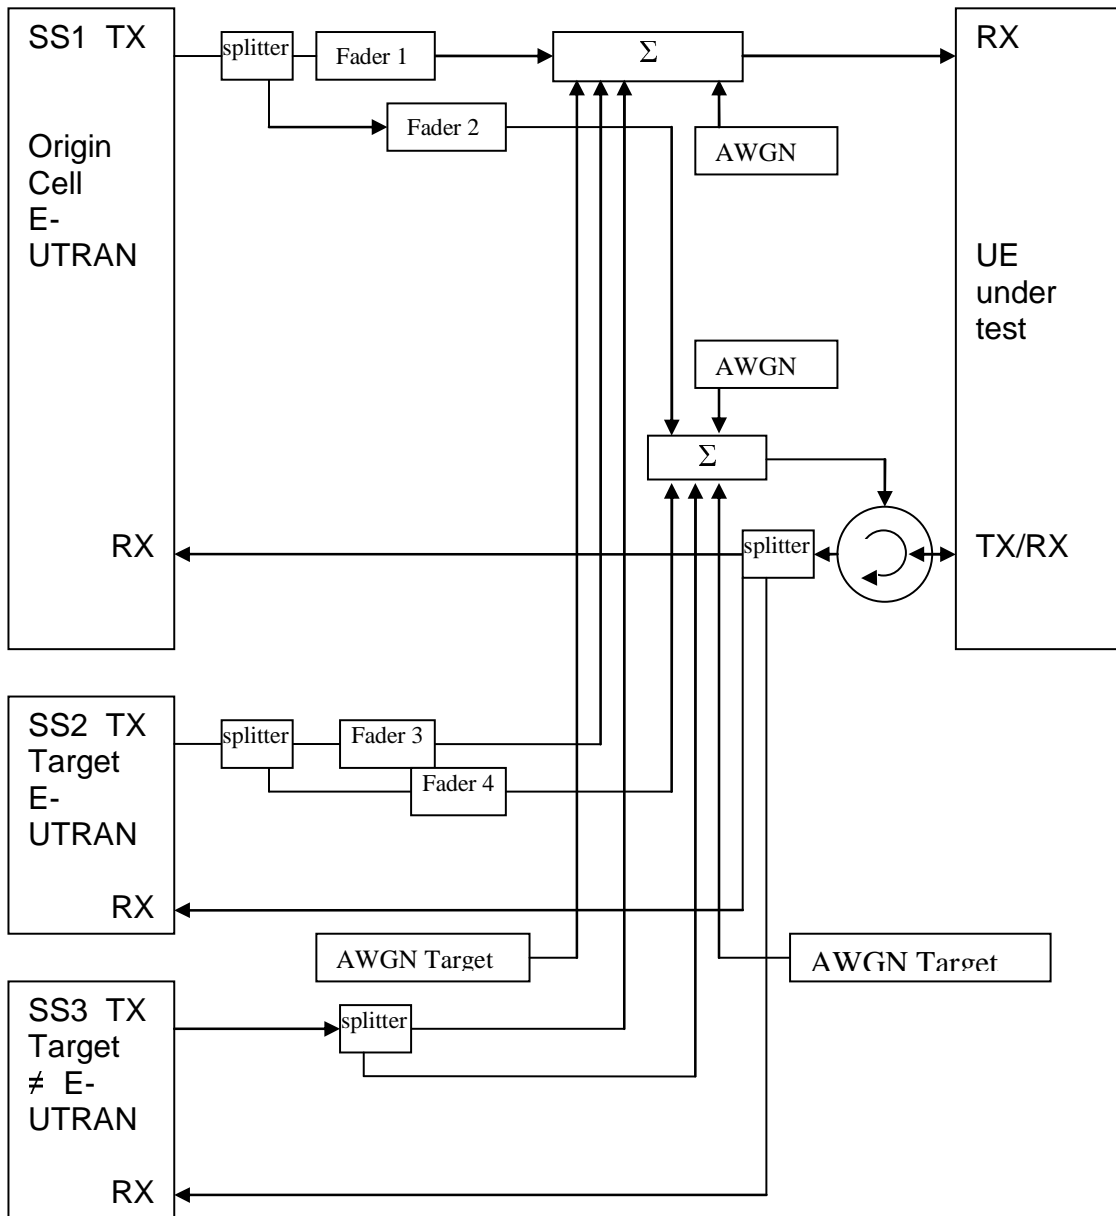 SS1 TX
splitter
Fader 1
Σ
RX
Fader 2
AWGN
Origin
Cell
E-
UTRAN
UE
under
test
AWGN
Σ
RX
splitter
TX/RX
SS2 TX
Target
E-
UTRAN
splitter
Fader 3
Fader 4
RX
AWGN Target
AWGN Target
SS3 TX
Target
≠ E-
UTRAN
splitter
RX